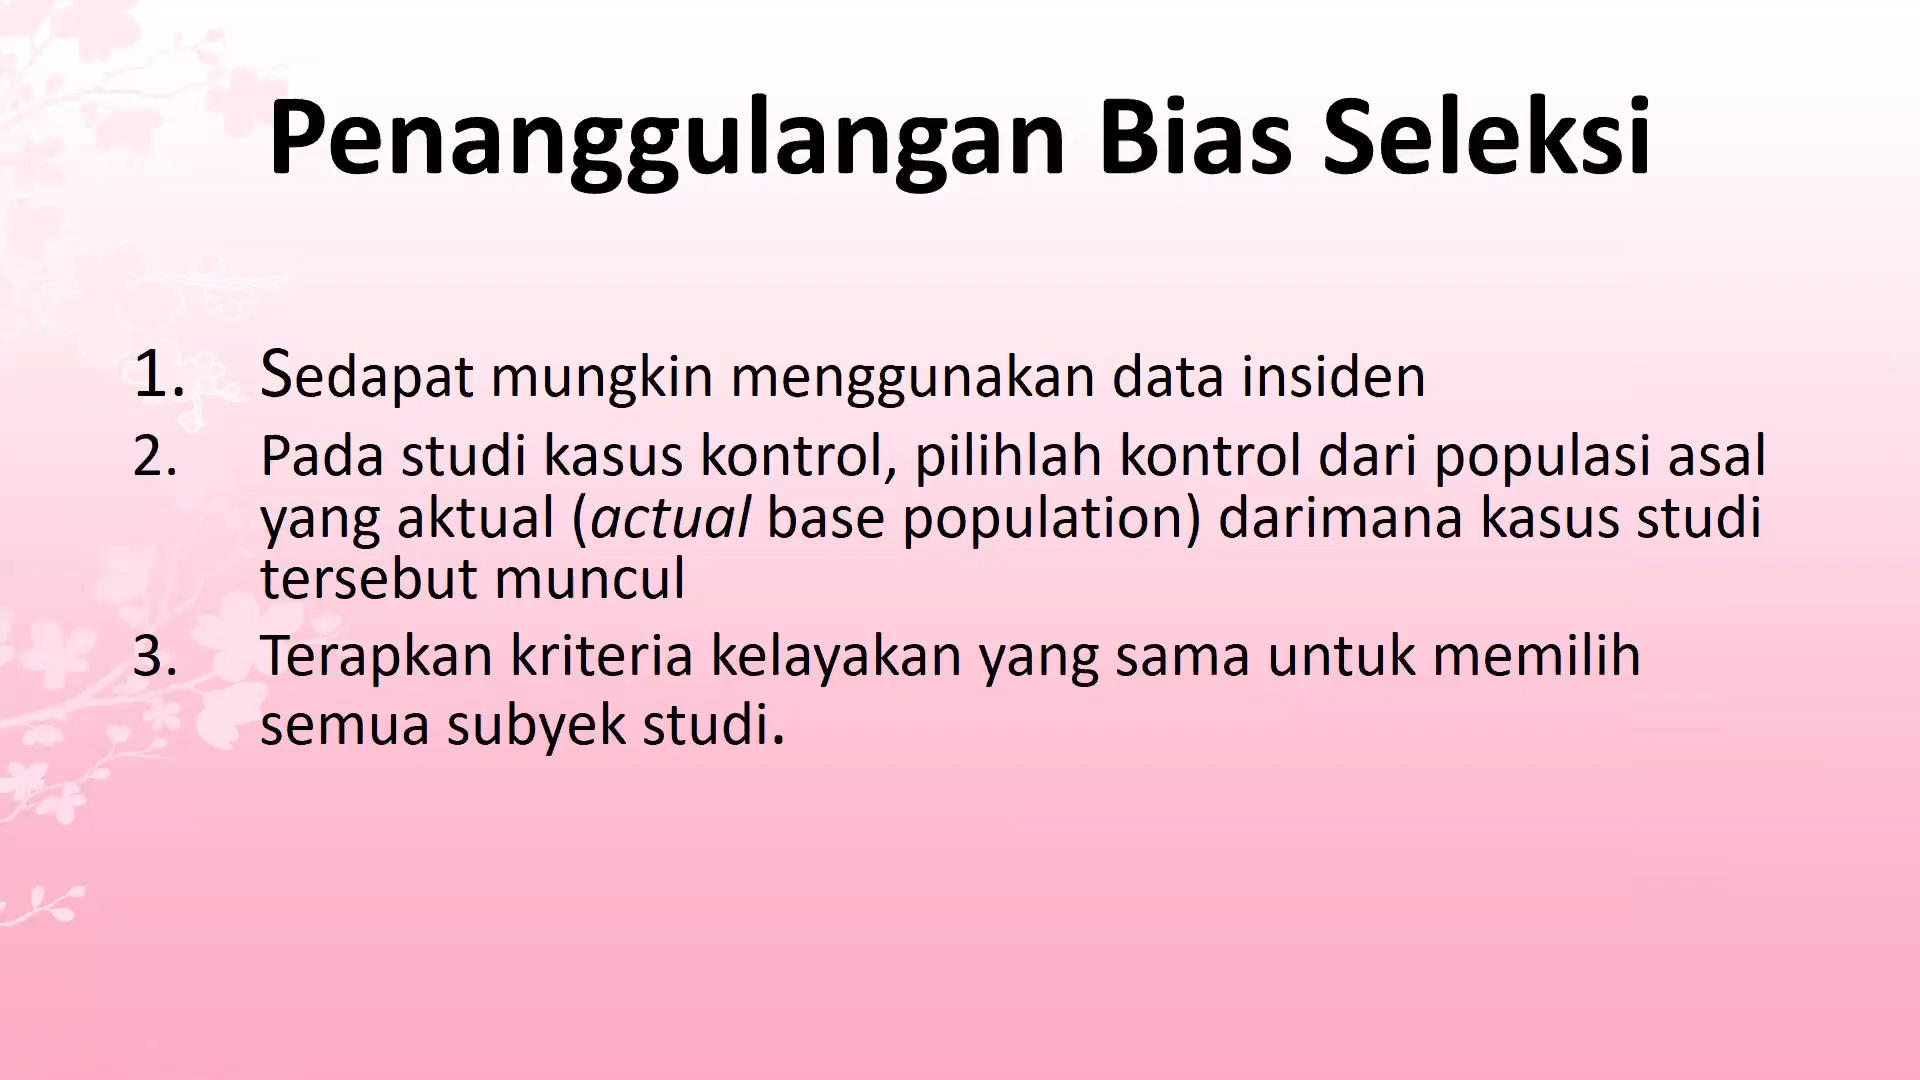 Penanggulangan Bias Seleksi
1. Sedapat mungkin menggunakan data insiden
2. Pada studi kasus kontrol, pilihlah kontrol dari populasi asal
yang aktual (actual base population) darimana kasus studi
tersebut muncul
3. Terapkan kriteria kelayakan yang sama untuk memilih
semua subyek studi.